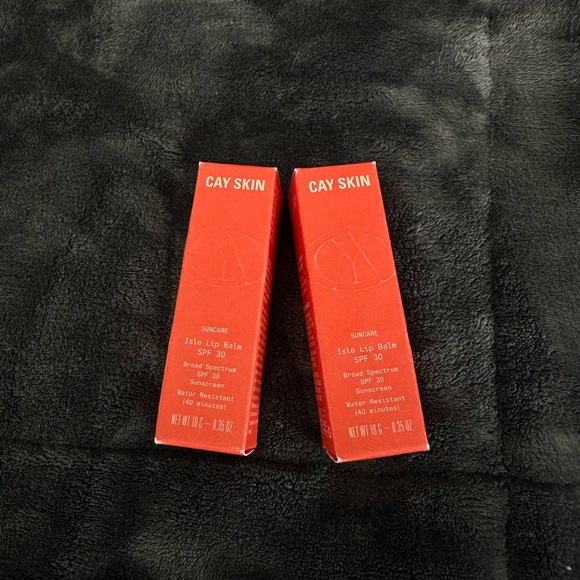 CAY SKIN
SUNCARE
Isle Lip Balm
SPF 30
Broad Spectrum
SPF 30
Sunscreen
Water Resistant
(40 minutes)
NET WT 10 G — 0.35 OZ
CAY SKIN
SUNCARE
Isle Lip Balm
SPF 30
Broad Spectrum
SPF 30
Sunscreen
Water Resistant
(40 minutes)
NET WT 10 G — 0.35 OZ